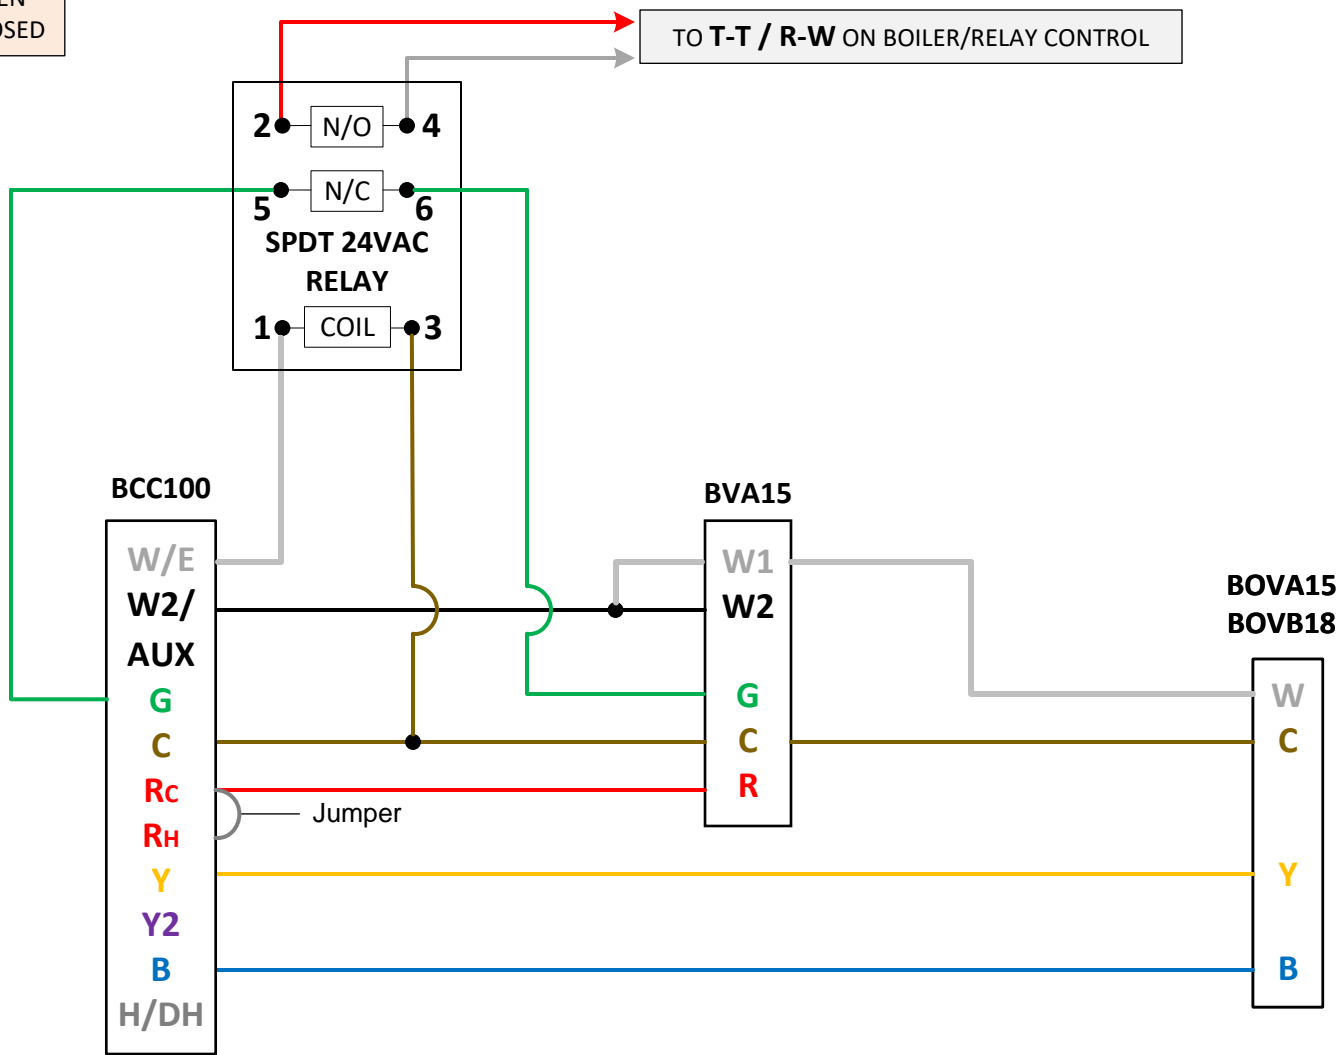 TO T-T / R-W ON BOILER/RELAY CONTROL
2 N/O 4
N/C
5 6
SPDT 24VAC
RELAY
1 COIL 3
BCC100
W/E
W2/
AUX
G
C
RC
RH
Y
Y2
B
H/DH
Jumper
BVA15
W1
W2
G
C
R
BOVA15
BOVB18
W
C
Y
B